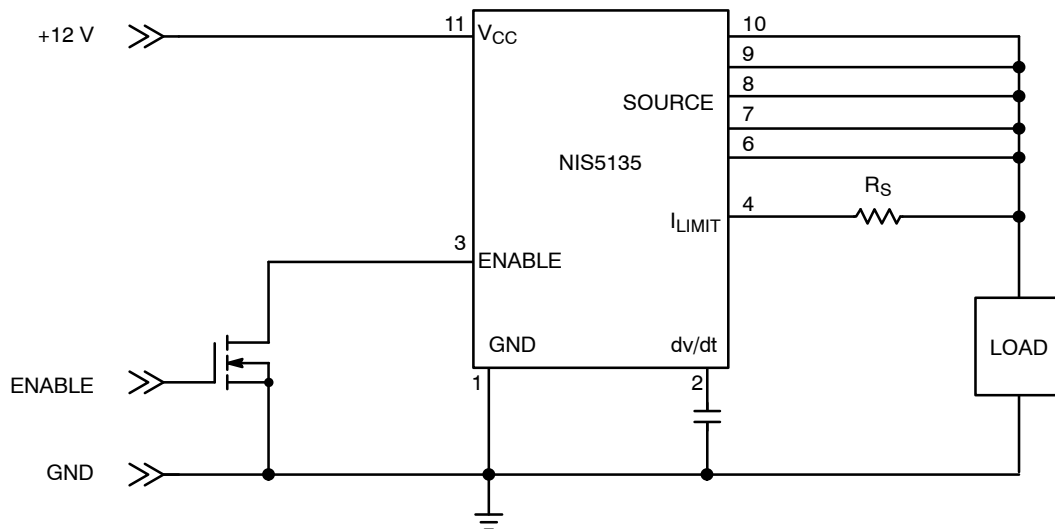 +12 V
11
VCC
10
9
8
SOURCE
7
6
NIS5135
RS
4
ILIMIT
3
ENABLE
GND
dv/dt
LOAD
ENABLE
1
2
GND